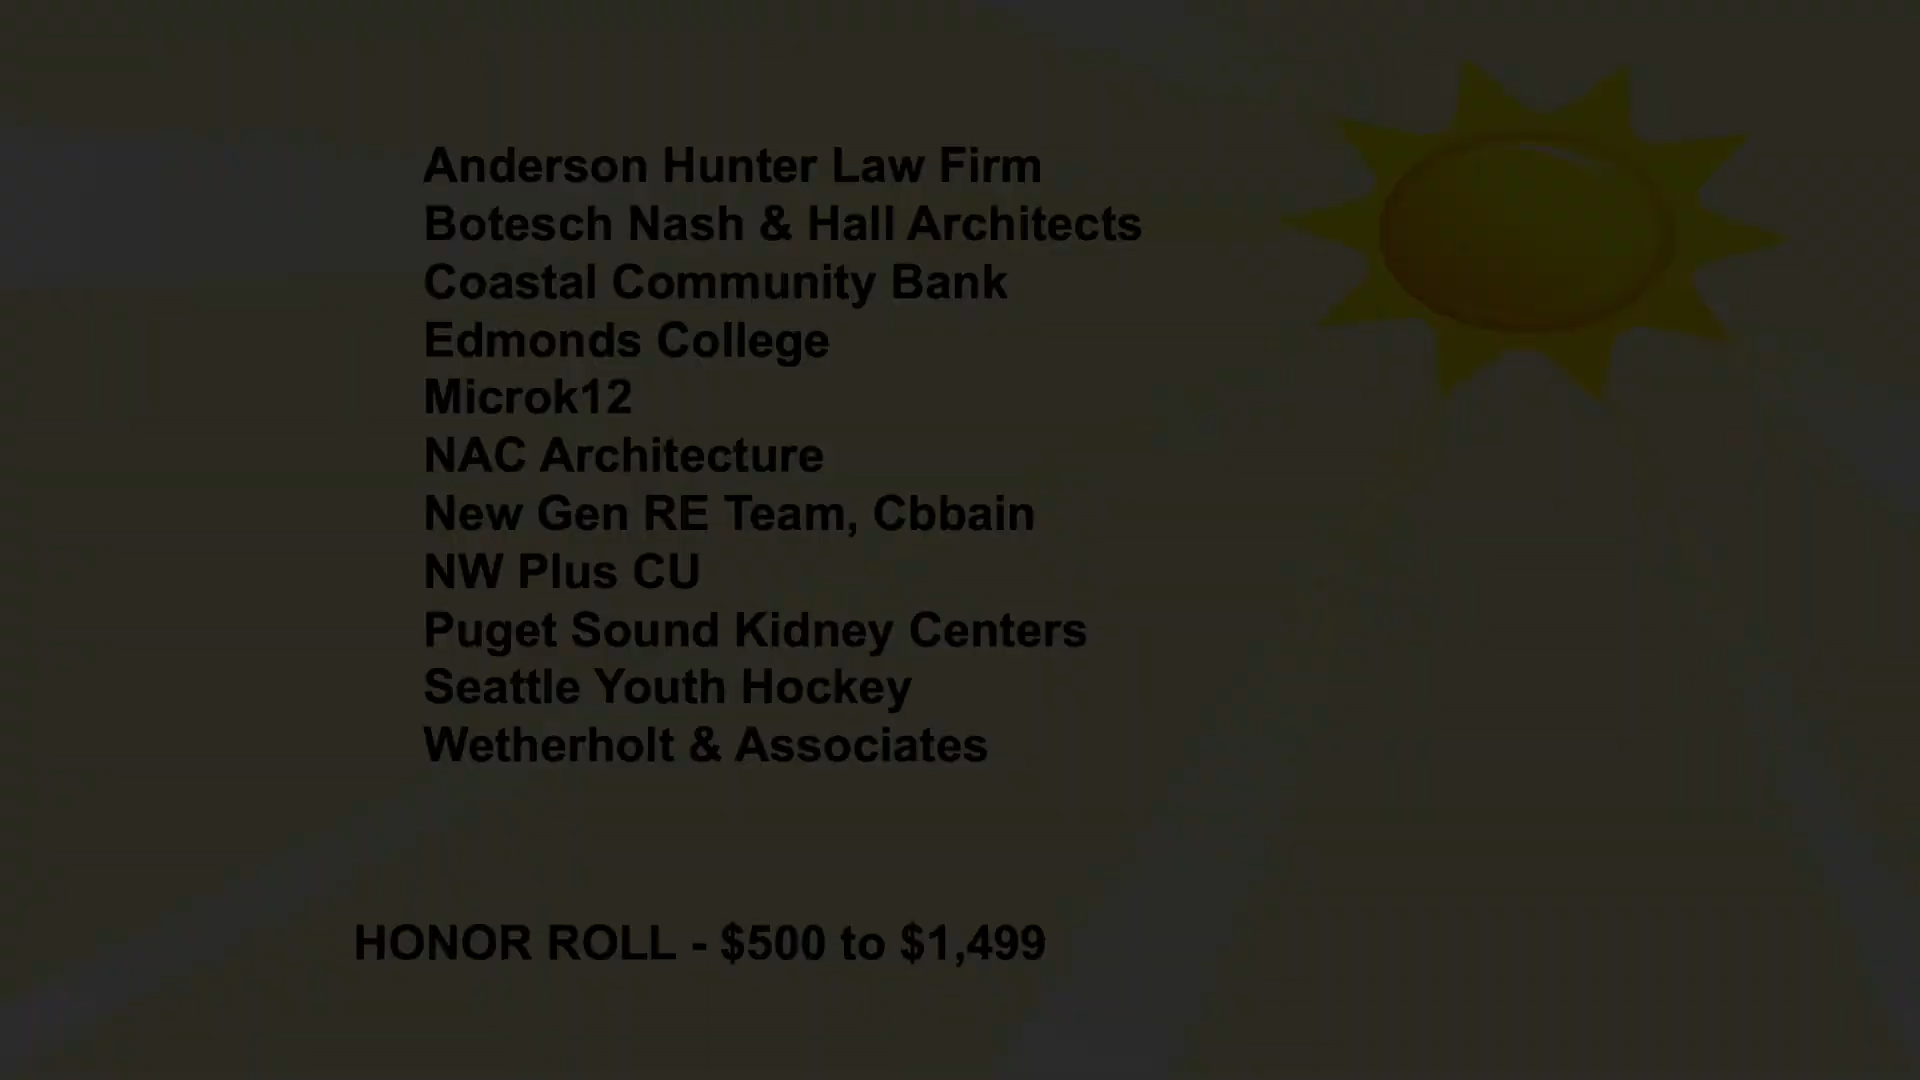 Anderson Hunter Law Firm
Botesch Nash & Hall Architects
Coastal Community Bank
Edmonds College
Microk12
NAC Architecture
New Gen RE Team, Cbbain
NW Plus CU
Puget Sound Kidney Centers
Seattle Youth Hockey
Wetherholt & Associates
HONOR ROLL - $500 to $1,499